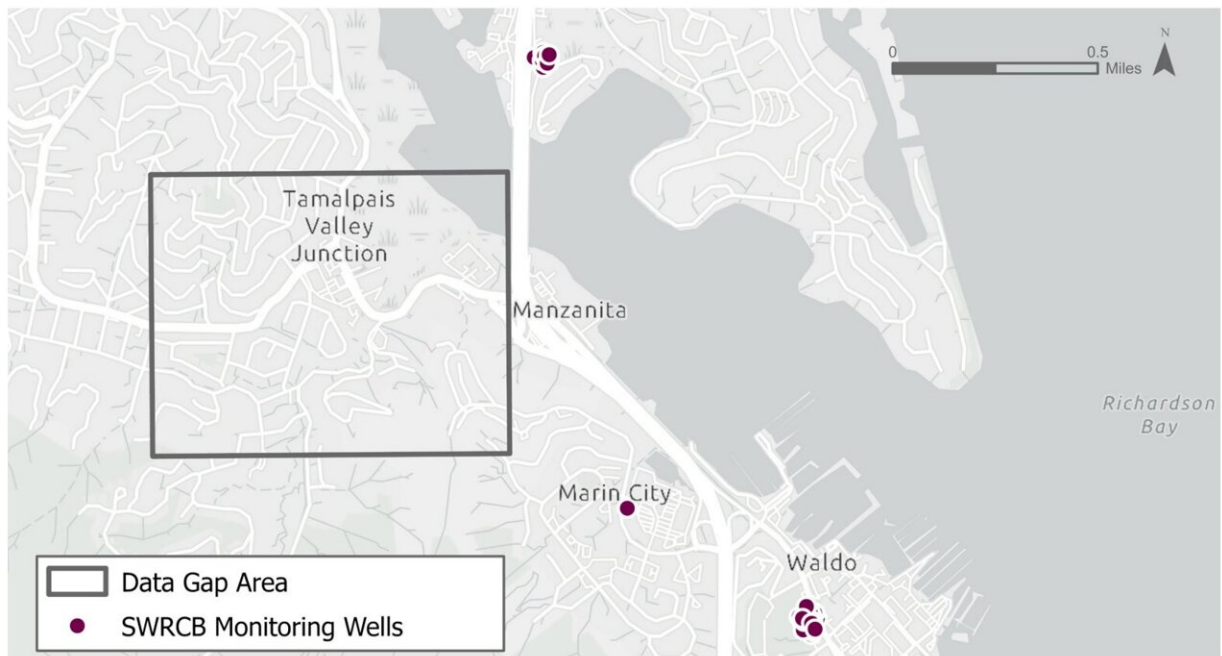 N
0
0.5
Miles
Tamalpais
Valley
Junction
Manzanita
Richardson
Bay
Marin City
Waldo
Data Gap Area
SWRCB Monitoring Wells